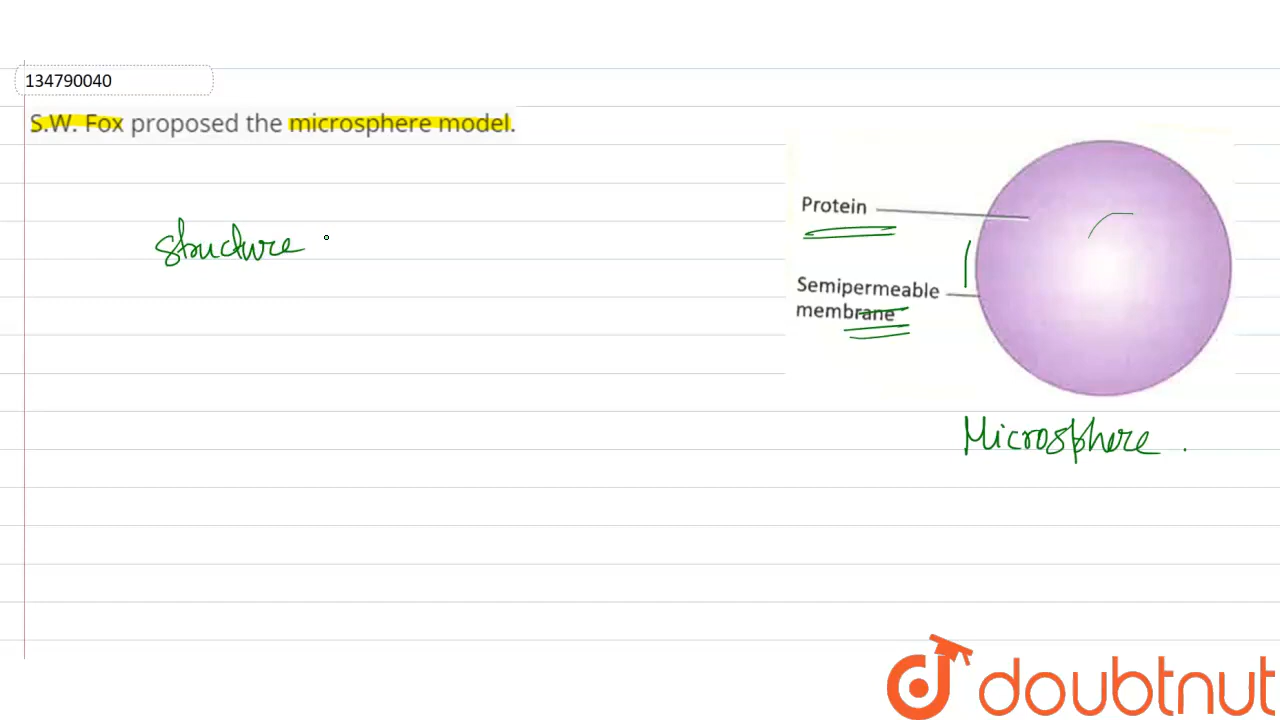 134790040
S.W. Fox proposed the microsphere model.
Protein
structure
Semipermeable
membrane
Microsphere.
doubtnut